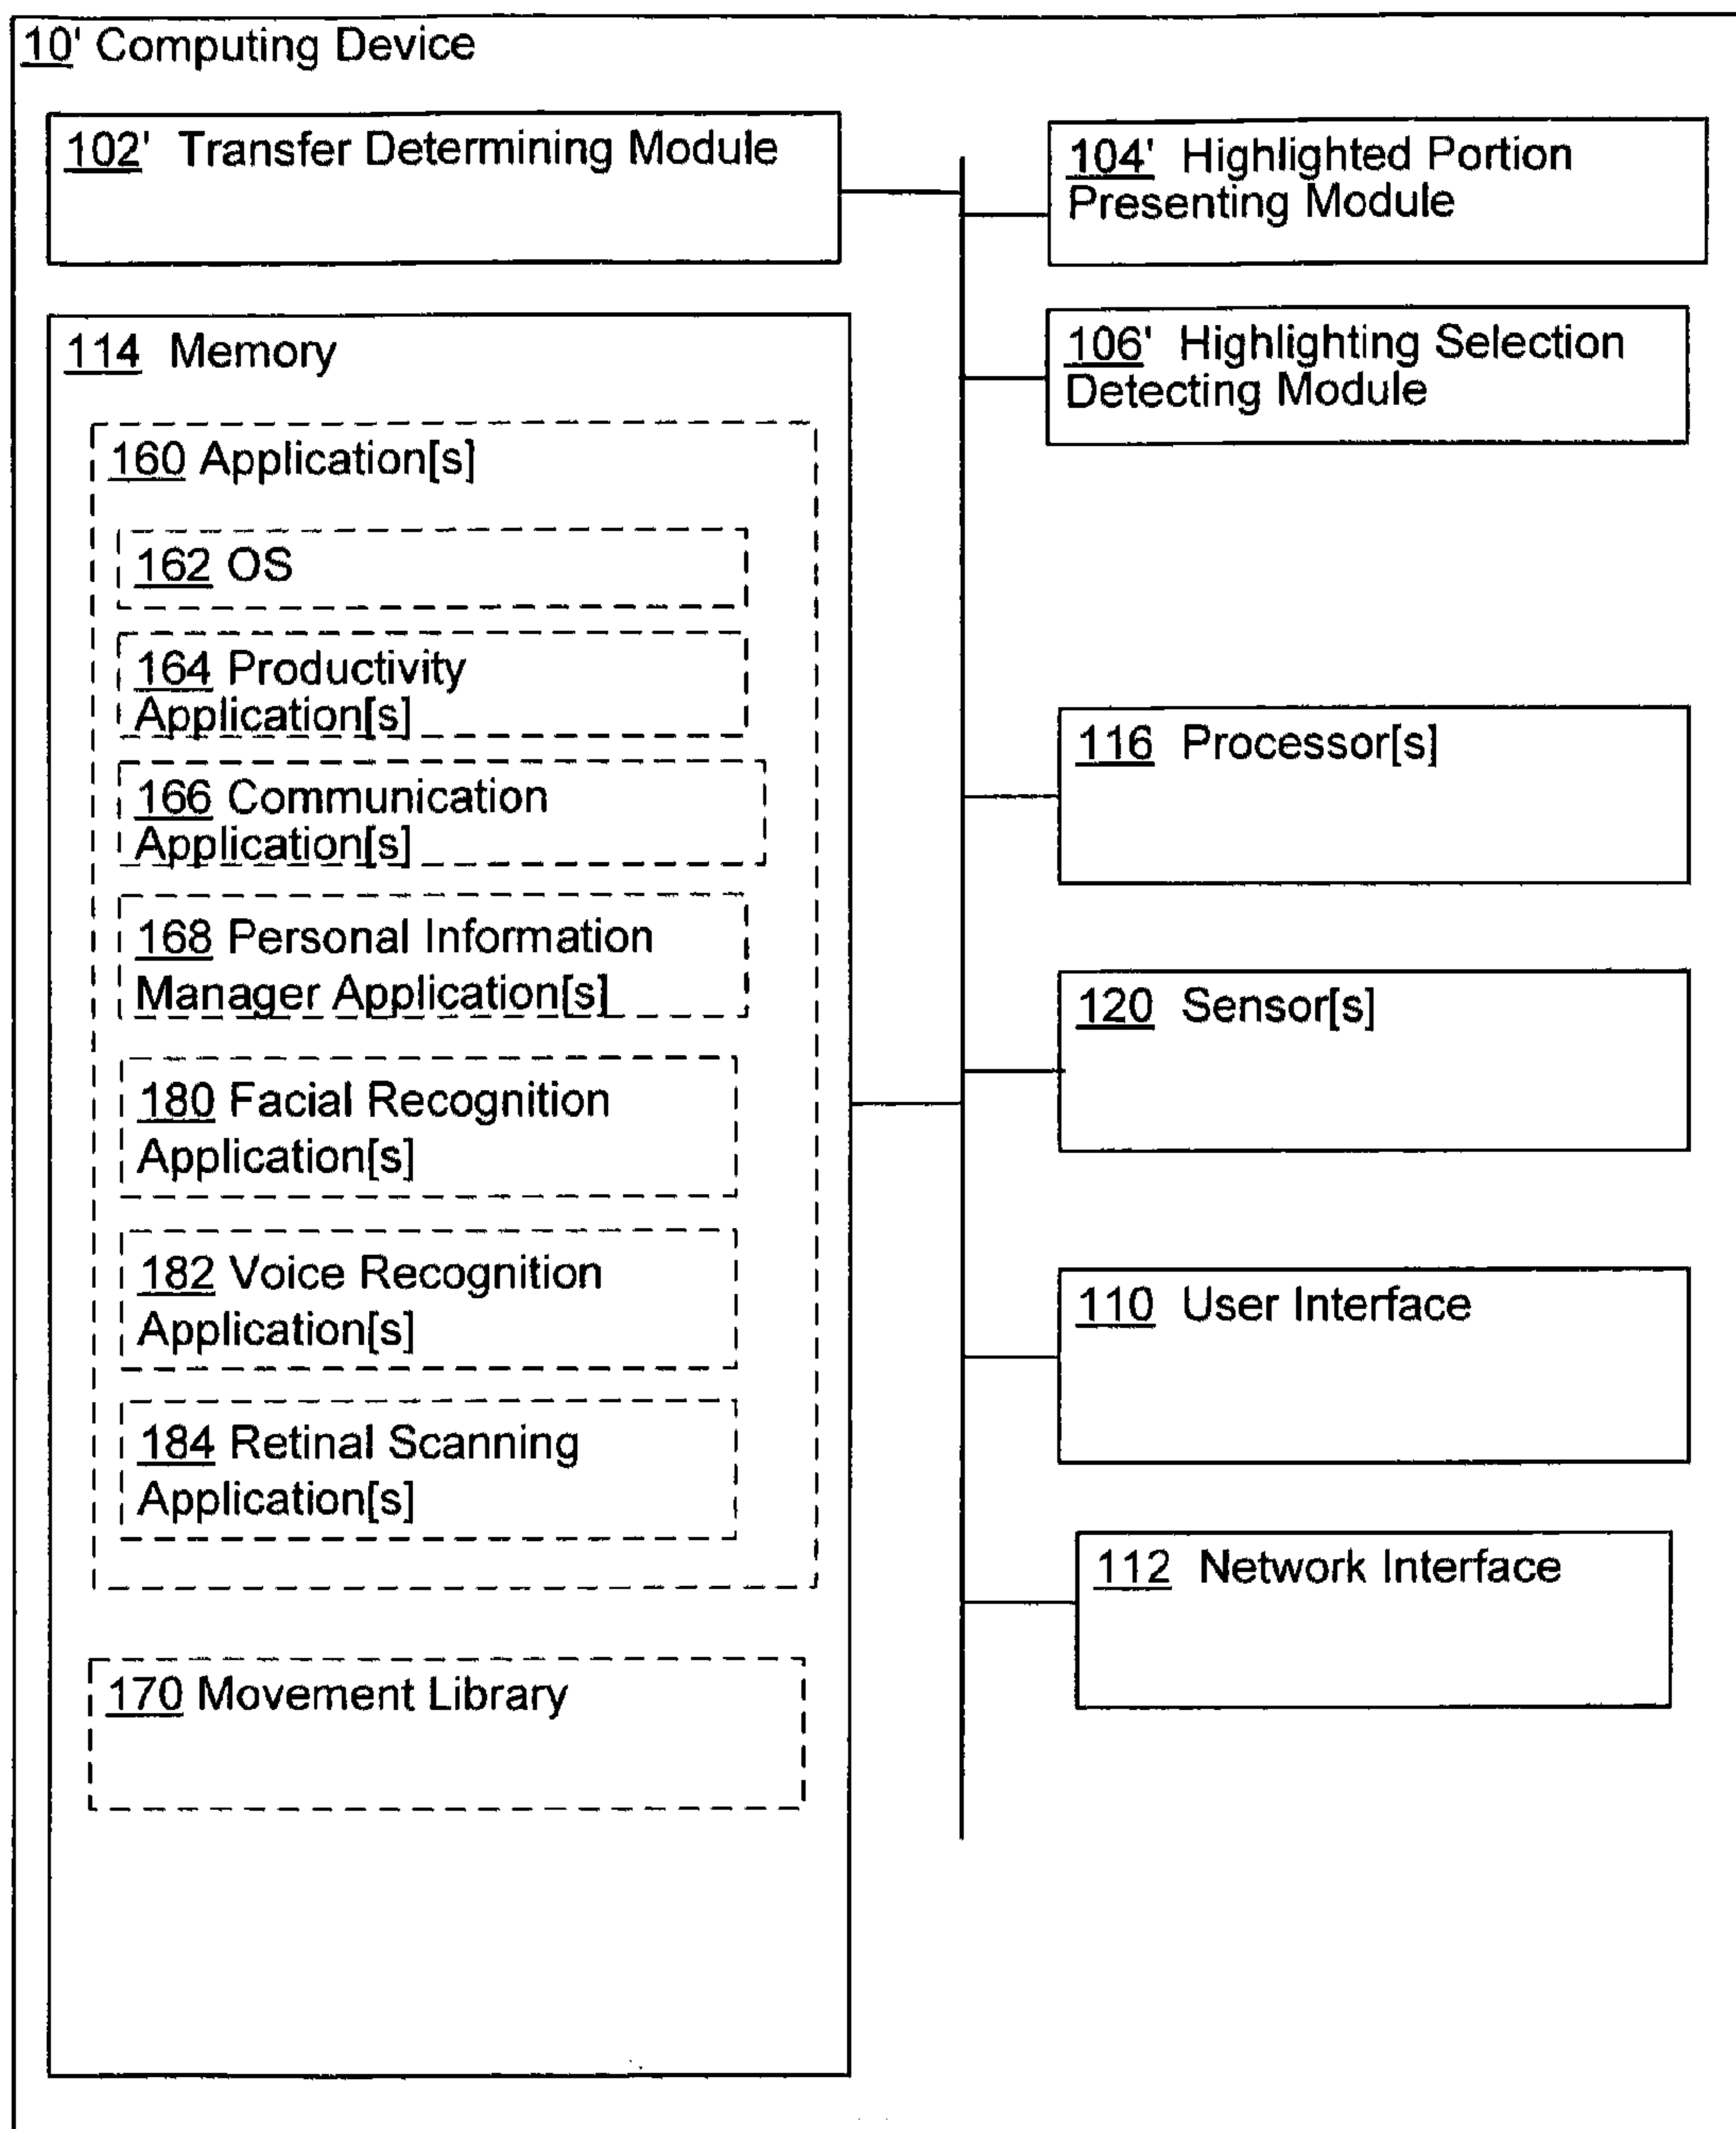 10' Computing Device
102' Transfer Determining Module
104' Highlighted Portion
Presenting Module
106' Highlighting Selection
Detecting Module
114 Memory
160 Application[s]
162 OS
164 Productivity
Application[s]
166 Communication
Application[s]
168 Personal Information
Manager Application[s]
180 Facial Recognition
Application[s]
182 Voice Recognition
Application[s]
184 Retinal Scanning
Application[s]
170 Movement Library
116 Processor[s]
120 Sensor[s]
110 User Interface
112 Network Interface